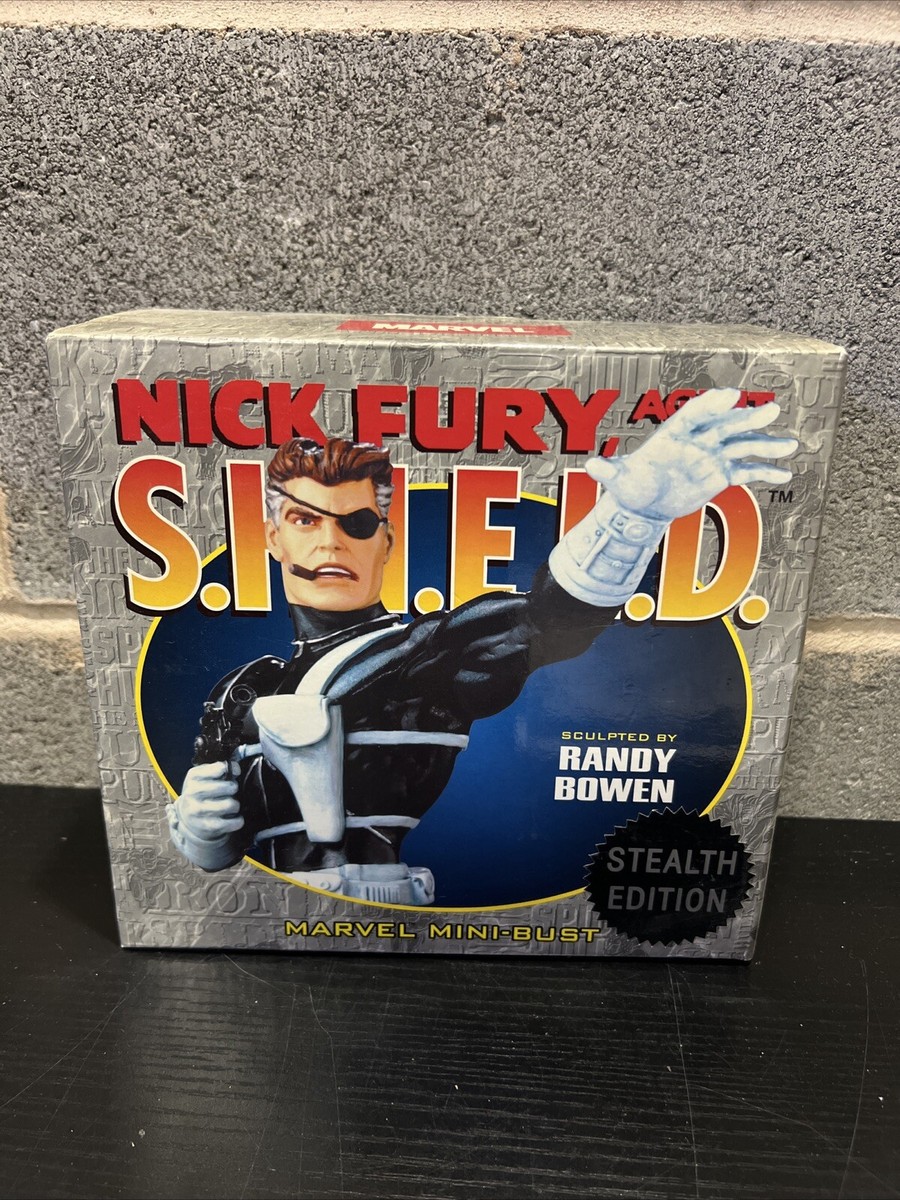 MARVEL
NICK FURY, AGENT
S.H.I.E.L.D.™
SCULPTED BY
RANDY
BOWEN
STEALTH
EDITION
MARVEL MINI-BUST